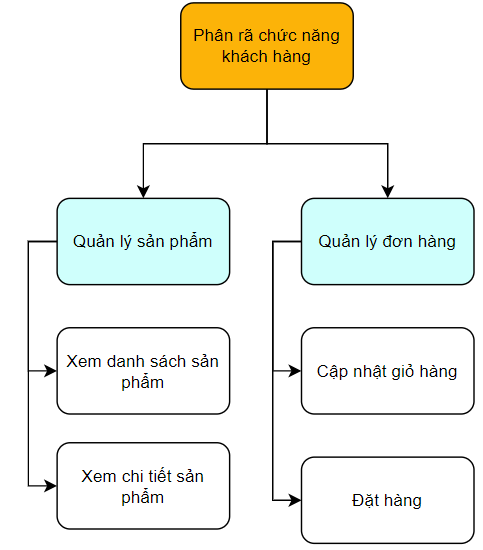 Phân rã chức năng
khách hàng
Quản lý sản phẩm
Quản lý đơn hàng
Xem danh sách sản
phẩm
Cập nhật giỏ hàng
Xem chi tiết sản
phẩm
Đặt hàng